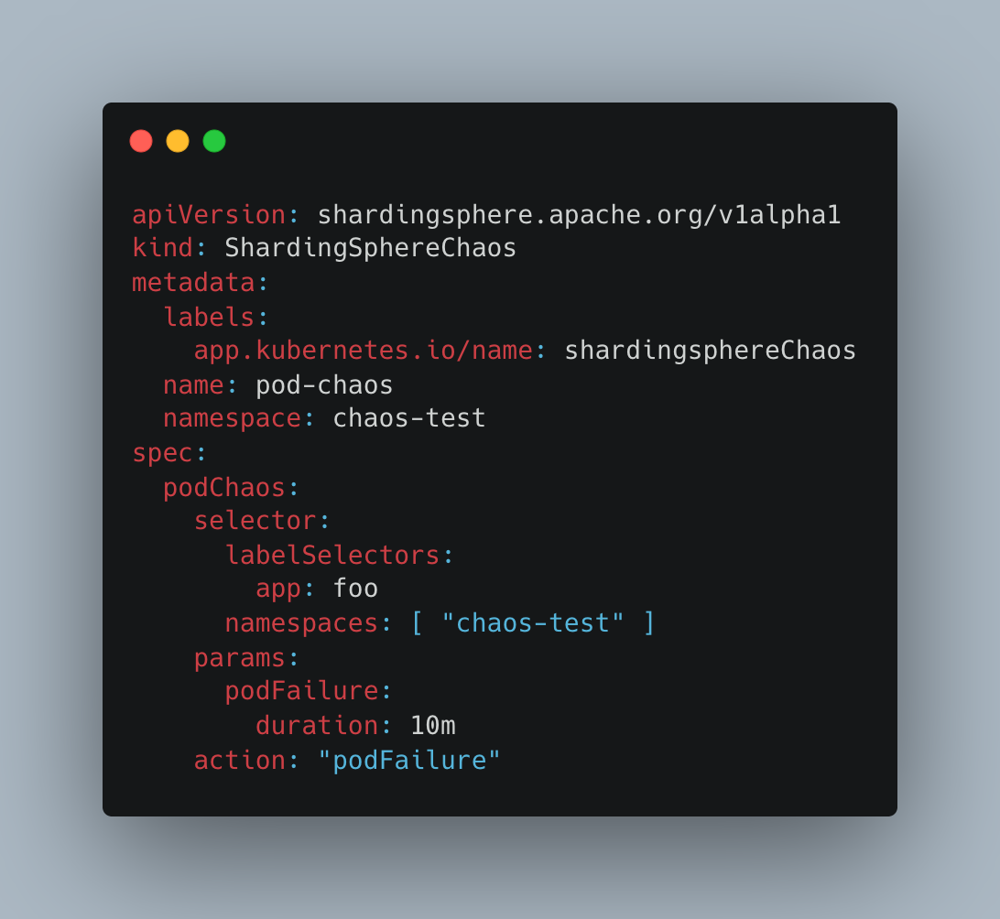 apiVersion: shardingsphere.apache.org/v1alpha1
kind: ShardingSphereChaos
metadata:
  labels:
    app.kubernetes.io/name: shardingsphereChaos
  name: pod-chaos
  namespace: chaos-test
spec:
  podChaos:
    selector:
      labelSelectors:
        app: foo
      namespaces: [ "chaos-test" ]
    params:
      podFailure:
        duration: 10m
    action: "podFailure"